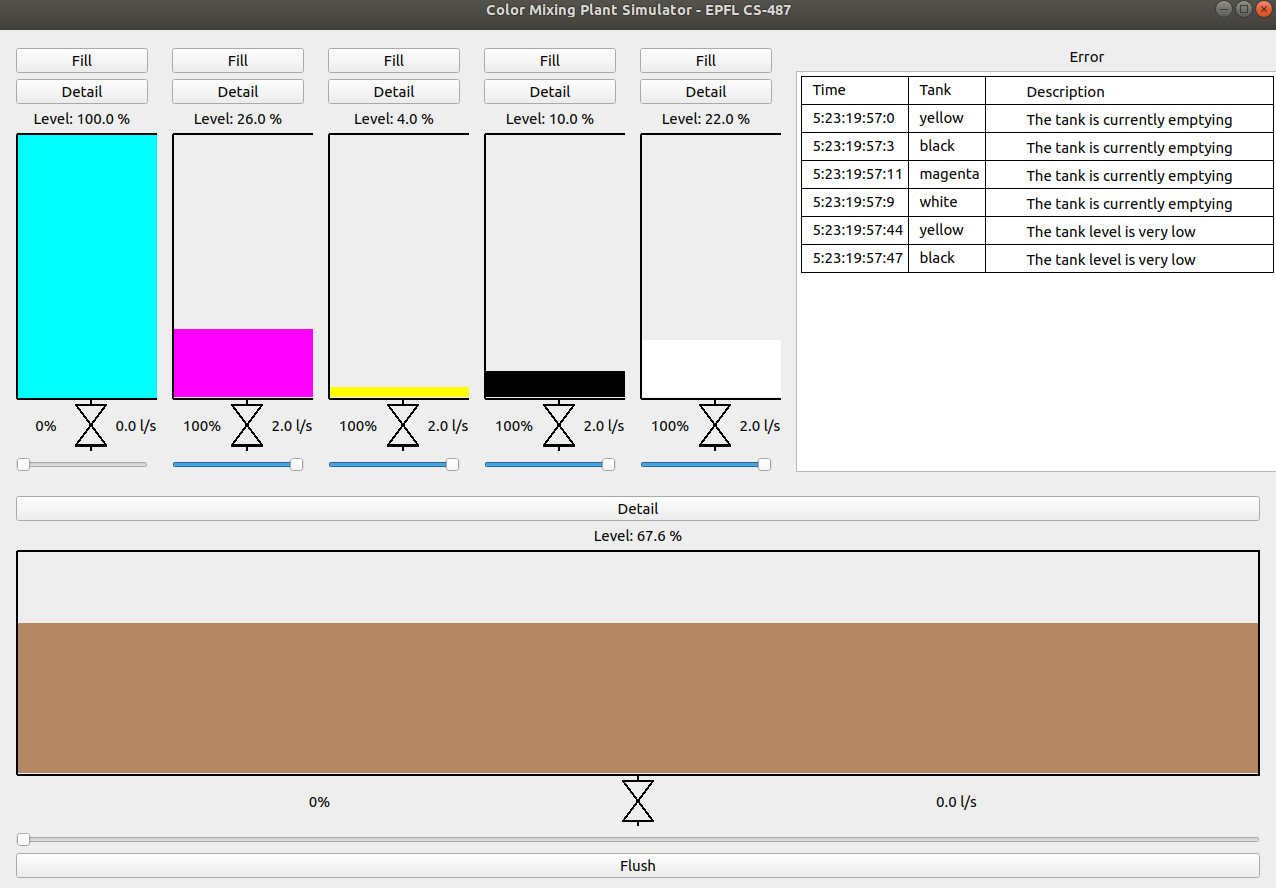 Color Mixing Plant Simulator - EPFL CS-487
Fill Fill Fill Fill Fill
Detail Detail Detail Detail Detail
Level: 100.0 % Level: 26.0 % Level: 4.0 % Level: 10.0 % Level: 22.0 %
0% 0.0 l/s 100% 2.0 l/s 100% 2.0 l/s 100% 2.0 l/s 100% 2.0 l/s
Error
Time Tank Description
5:23:19:57:0 yellow The tank is currently emptying
5:23:19:57:3 black The tank is currently emptying
5:23:19:57:11 magenta The tank is currently emptying
5:23:19:57:9 white The tank is currently emptying
5:23:19:57:44 yellow The tank level is very low
5:23:19:57:47 black The tank level is very low
Detail
Level: 67.6 %
0% 0.0 l/s
Flush